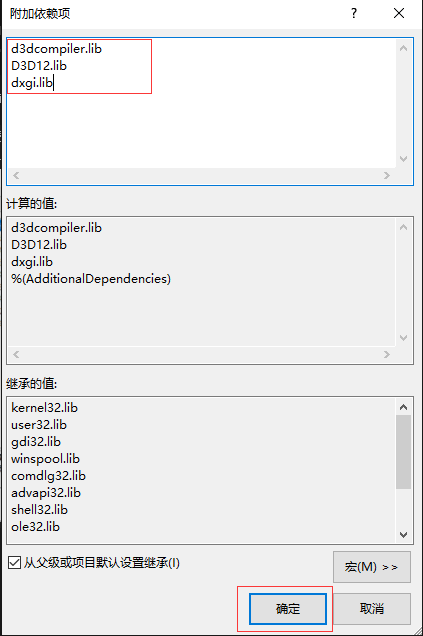 附加依赖项
d3dcompiler.lib
D3D12.lib
dxgi.lib
计算的值:
d3dcompiler.lib
D3D12.lib
dxgi.lib
%(AdditionalDependencies)
继承的值:
kernel32.lib
user32.lib
gdi32.lib
winspool.lib
comdlg32.lib
advapi32.lib
shell32.lib
ole32.lib
从父级或项目默认设置继承(I)
宏(M) >>
确定
取消